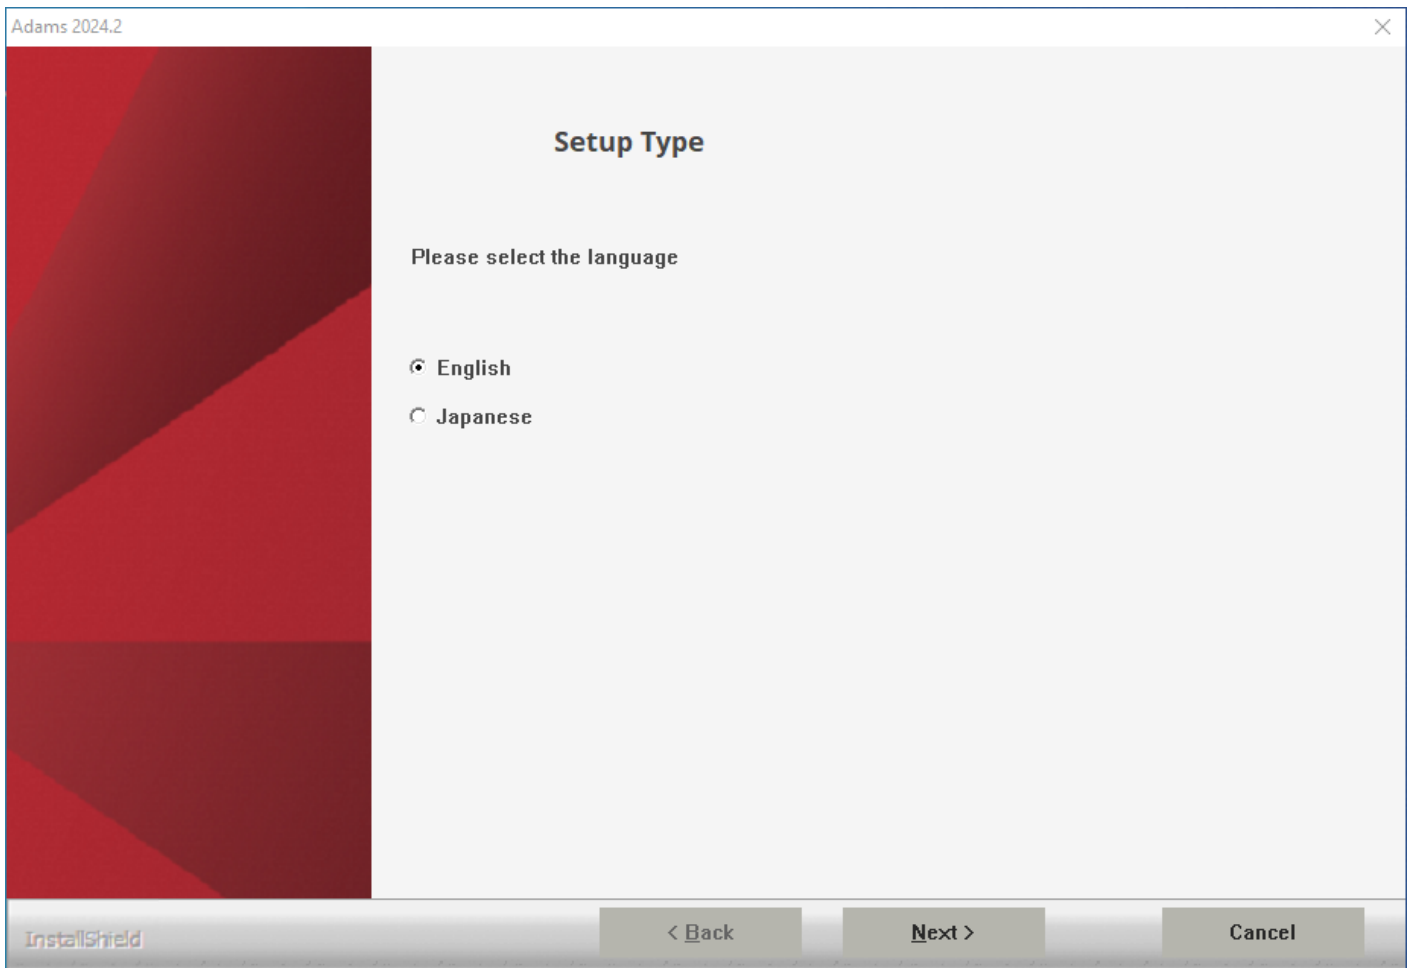 Adams 2024.2
Setup Type
Please select the language
English
Japanese
InstallShield
< Back
Next >
Cancel